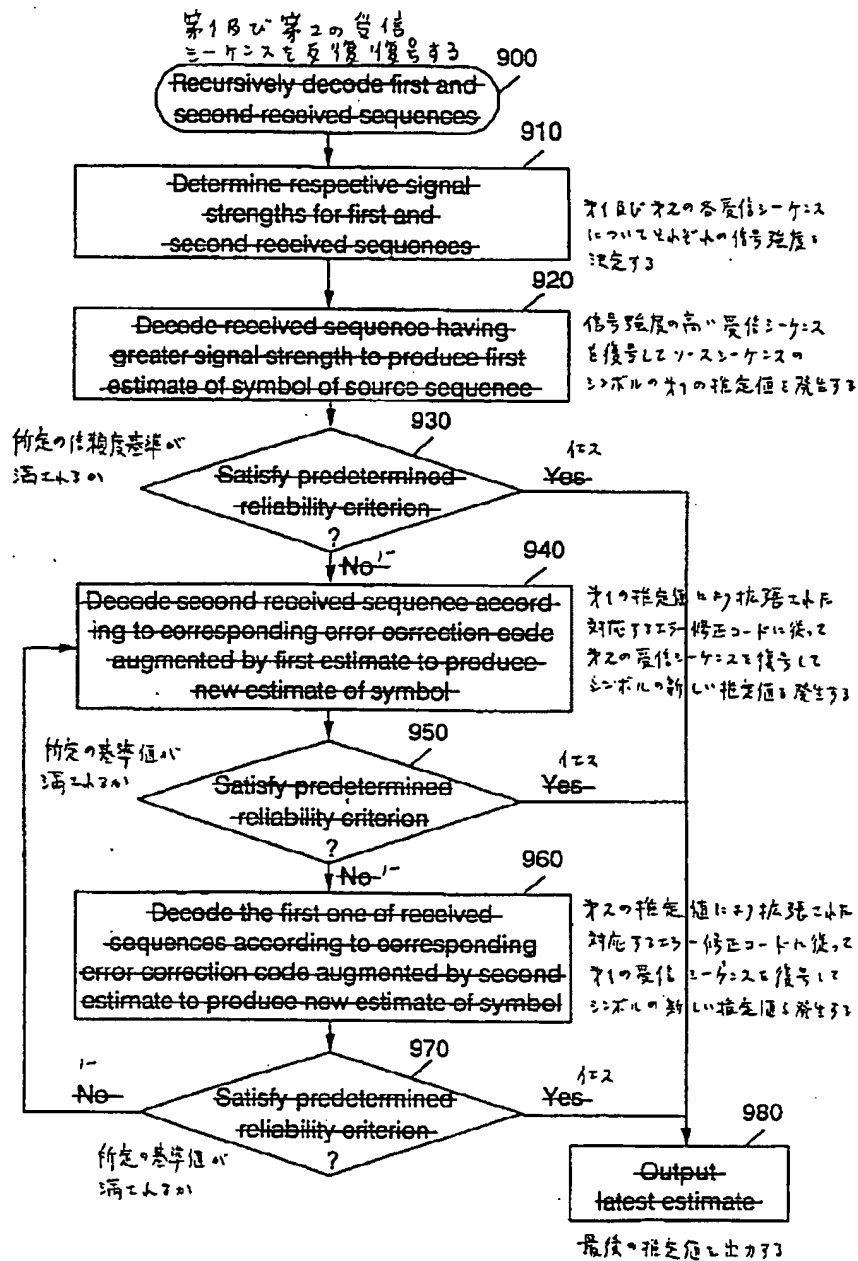 第1及び第2の受信
シーケンスを反復復号する
900
Recursively decode first and
second received sequences
910
Determine respective signal
strengths for first and
second received sequences
第1及び第2の各受信シーケンス
についてそれぞれの信号強度を
決定する
920
Decode received sequence having
greater signal strength to produce first
estimate of symbol of source sequence
信号強度の高い受信シーケンス
を復号してソースシーケンスの
シンボルの第1の推定値を発生する
930
所定の信頼度基準が
満されるか
Satisfy predetermined
reliability criterion
?
イエス
Yes
No ノー
940
Decode second received sequence accord-
ing to corresponding error correction code
augmented by first estimate to produce
new estimate of symbol
第1の推定値により拡張された
対応するエラー修正コードに従って
第2の受信シーケンスを復号して
シンボルの新しい推定値を発生する
950
所定の基準値が
満されるか
Satisfy predetermined
reliability criterion
?
イエス
Yes
No ノー
960
Decode the first one of received
sequences according to corresponding
error correction code augmented by second
estimate to produce new estimate of symbol
第2の推定値により拡張された
対応するエラー修正コードに従って
第1の受信シーケンスを復号して
シンボルの新しい推定値を発生する
970
ノー
No
Satisfy predetermined
reliability criterion
?
イエス
Yes
所定の基準値が
満されるか
980
Output
latest estimate
最後の推定値を出力する